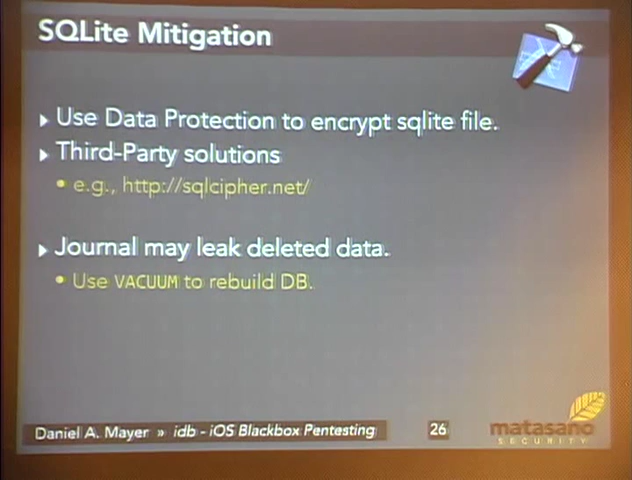 SQLite Mitigation
Use Data Protection to encrypt sqlite file.
Third-Party solutions
e.g., http://sqlcipher.net/
Journal may leak deleted data.
Use VACUUM to rebuild DB.
Daniel A. Mayer » idb - iOS Blackbox Pentesting
26
matasano
SECURITY